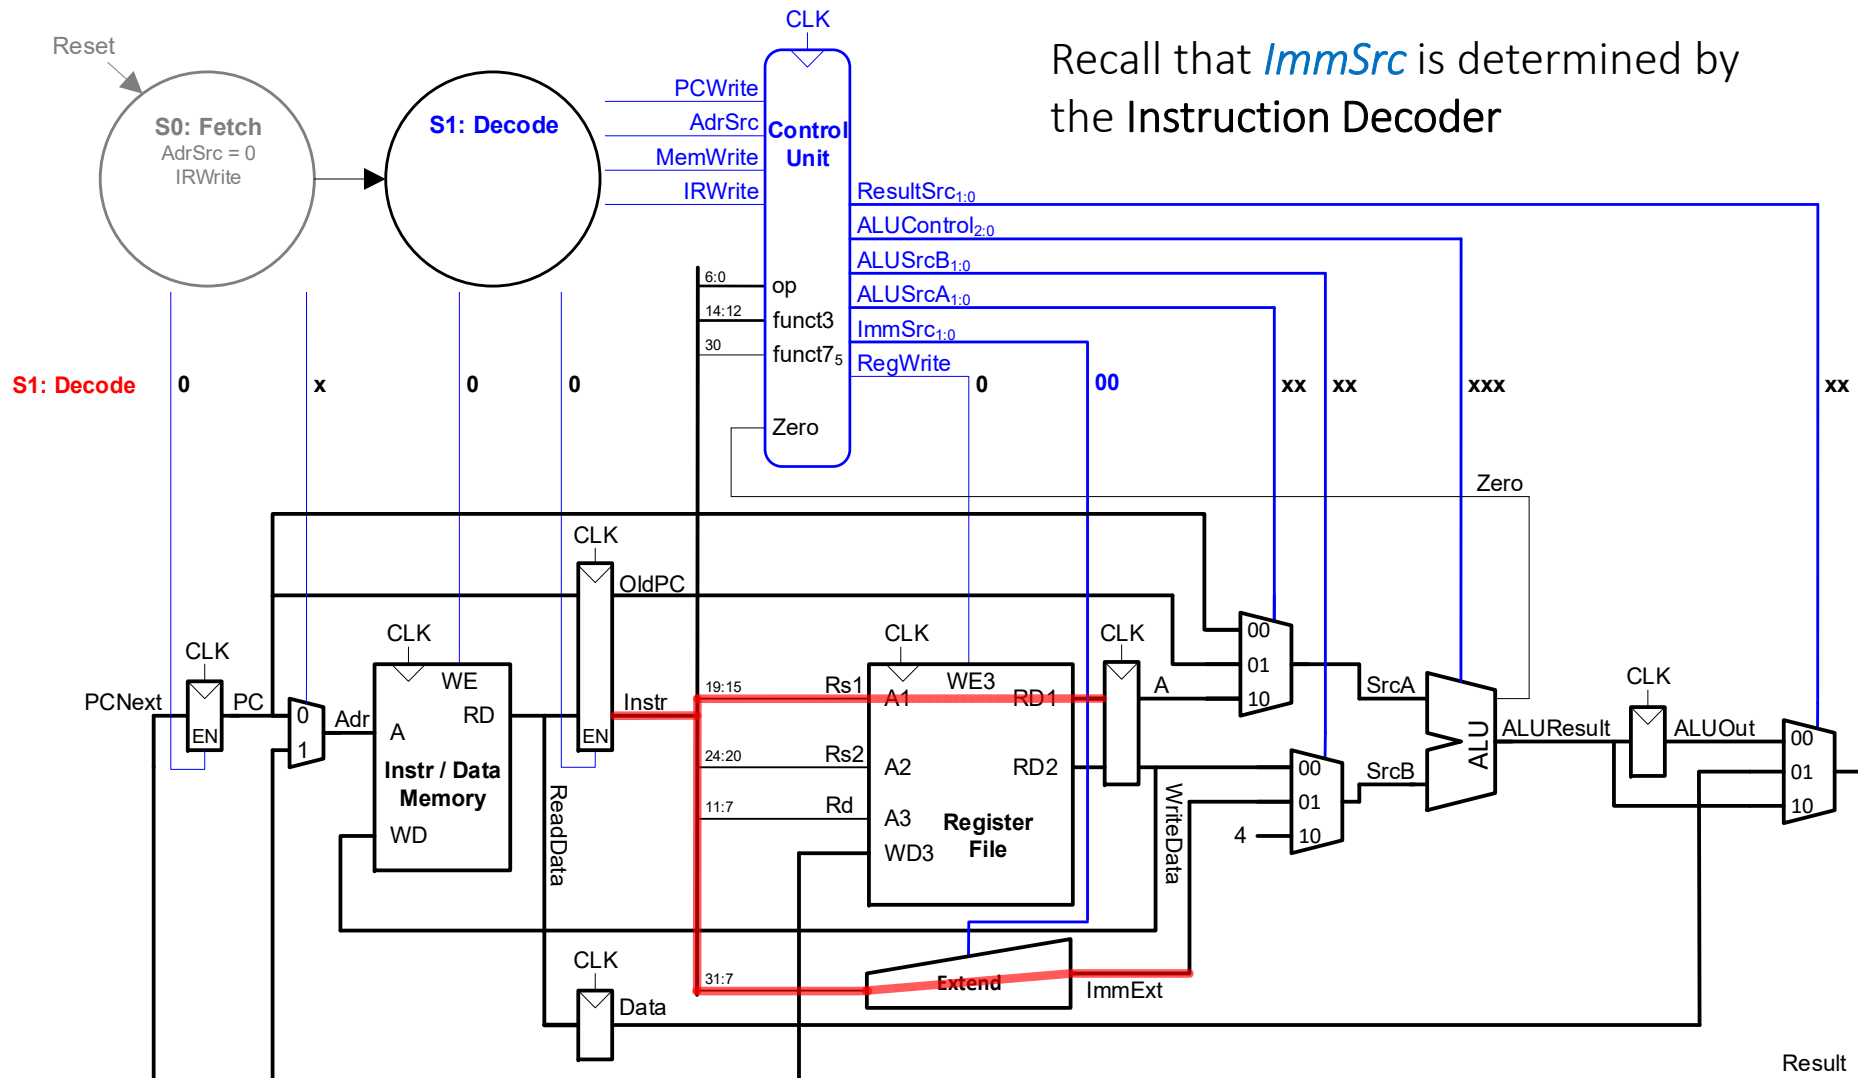 Reset
S0: Fetch
AdrSrc = 0
IRWrite
S1: Decode
CLK
PCWrite
AdrSrc
MemWrite
IRWrite
Control
Unit
ResultSrc1:0
ALUControl2:0
ALUSrcB1:0
ALUSrcA1:0
ImmSrc1:0
RegWrite
6:0
op
14:12
funct3
30
funct75
Zero
Recall that ImmSrc is determined by
the Instruction Decoder
S1: Decode
0
x
0
0
0
00
xx
xx
xxx
xx
Zero
CLK
OldPC
CLK
CLK
CLK
CLK
CLK
PCNext
PC
EN
0
1
Adr
WE
A
RD
Instr / Data
Memory
WD
EN
Instr
ReadData
19:15
Rs1
A1
WE3
RD1
24:20
Rs2
A2
RD2
11:7
Rd
A3
WD3
Register
File
A
WriteData
00
01
10
SrcA
00
01
10
4
SrcB
ALU
ALUResult
ALUOut
00
01
10
CLK
Data
31:7
Extend
ImmExt
Result